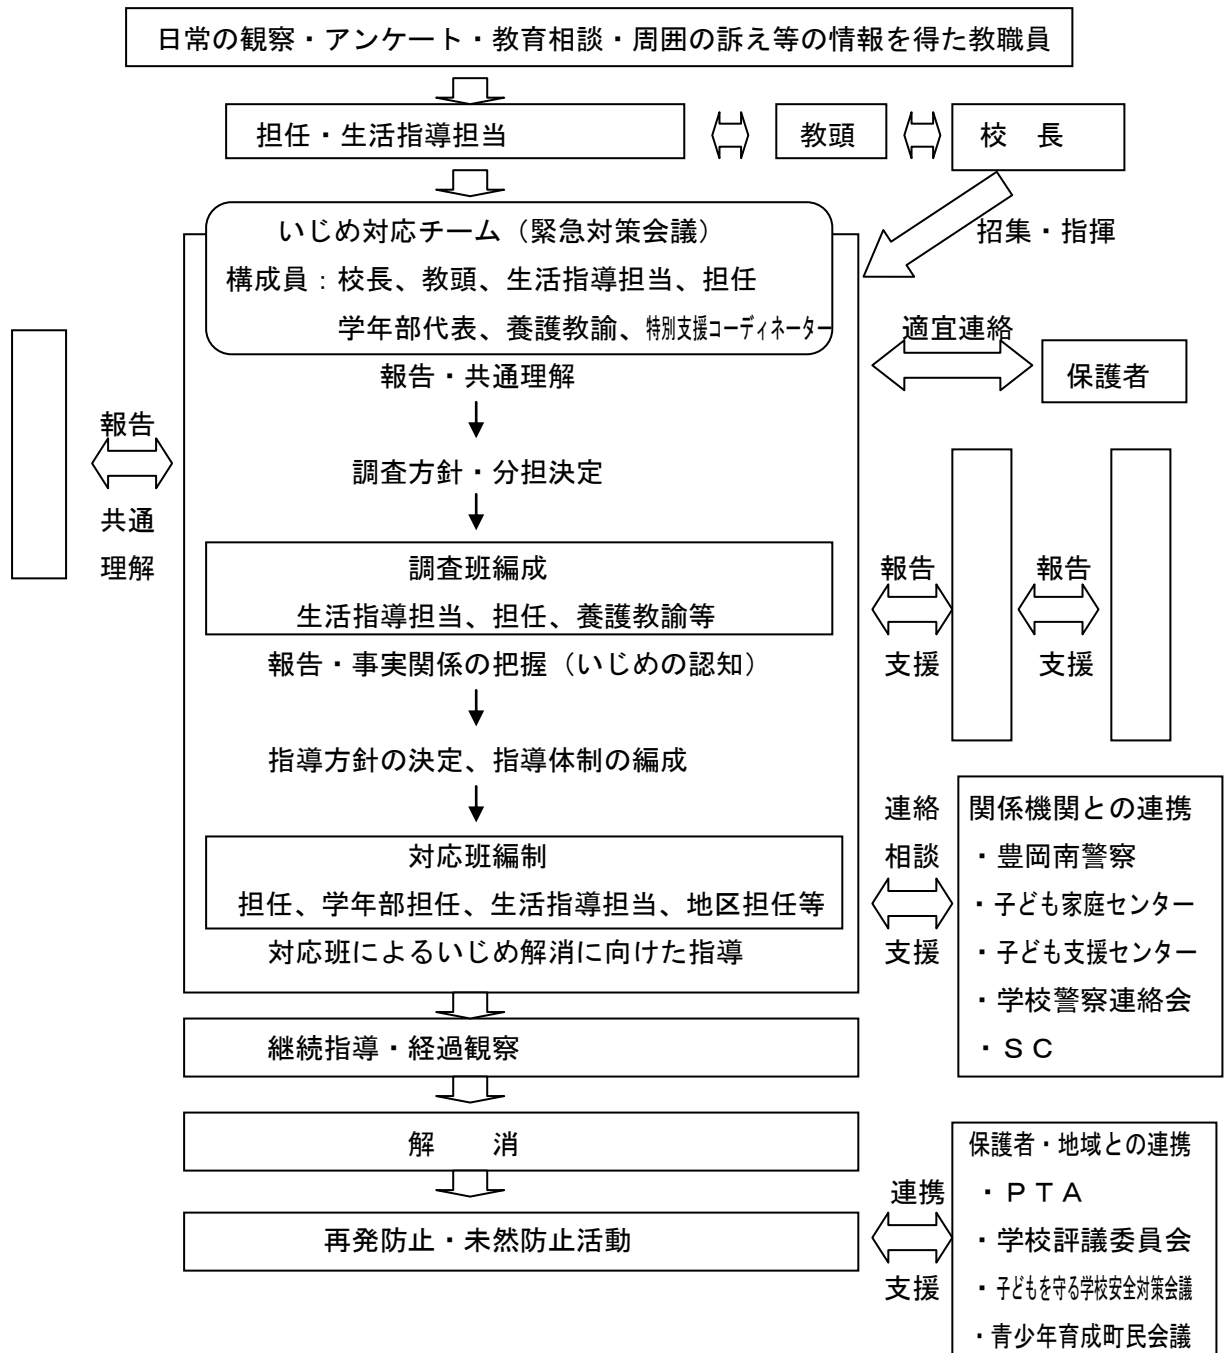 日常の観察・アンケート・教育相談・周囲の訴え等の情報を得た教職員
担任・生活指導担当
教頭
校　長
招集・指揮
いじめ対応チーム（緊急対策会議）
構成員：校長、教頭、生活指導担当、担任
学年部代表、養護教諭、特別支援コーディネーター
適宜連絡
保護者
報告・共通理解
報告
共通
理解
調査方針・分担決定
調査班編成
生活指導担当、担任、養護教諭等
報告
支援
報告
支援
報告・事実関係の把握（いじめの認知）
指導方針の決定、指導体制の編成
対応班編制
担任、学年部担任、生活指導担当、地区担任等
対応班によるいじめ解消に向けた指導
連絡
相談
支援
関係機関との連携
・豊岡南警察
・子ども家庭センター
・子ども支援センター
・学校警察連絡会
・ＳＣ
継続指導・経過観察
解　　消
再発防止・未然防止活動
連携
支援
保護者・地域との連携
・ＰＴＡ
・学校評議委員会
・子どもを守る学校安全対策会議
・青少年育成町民会議